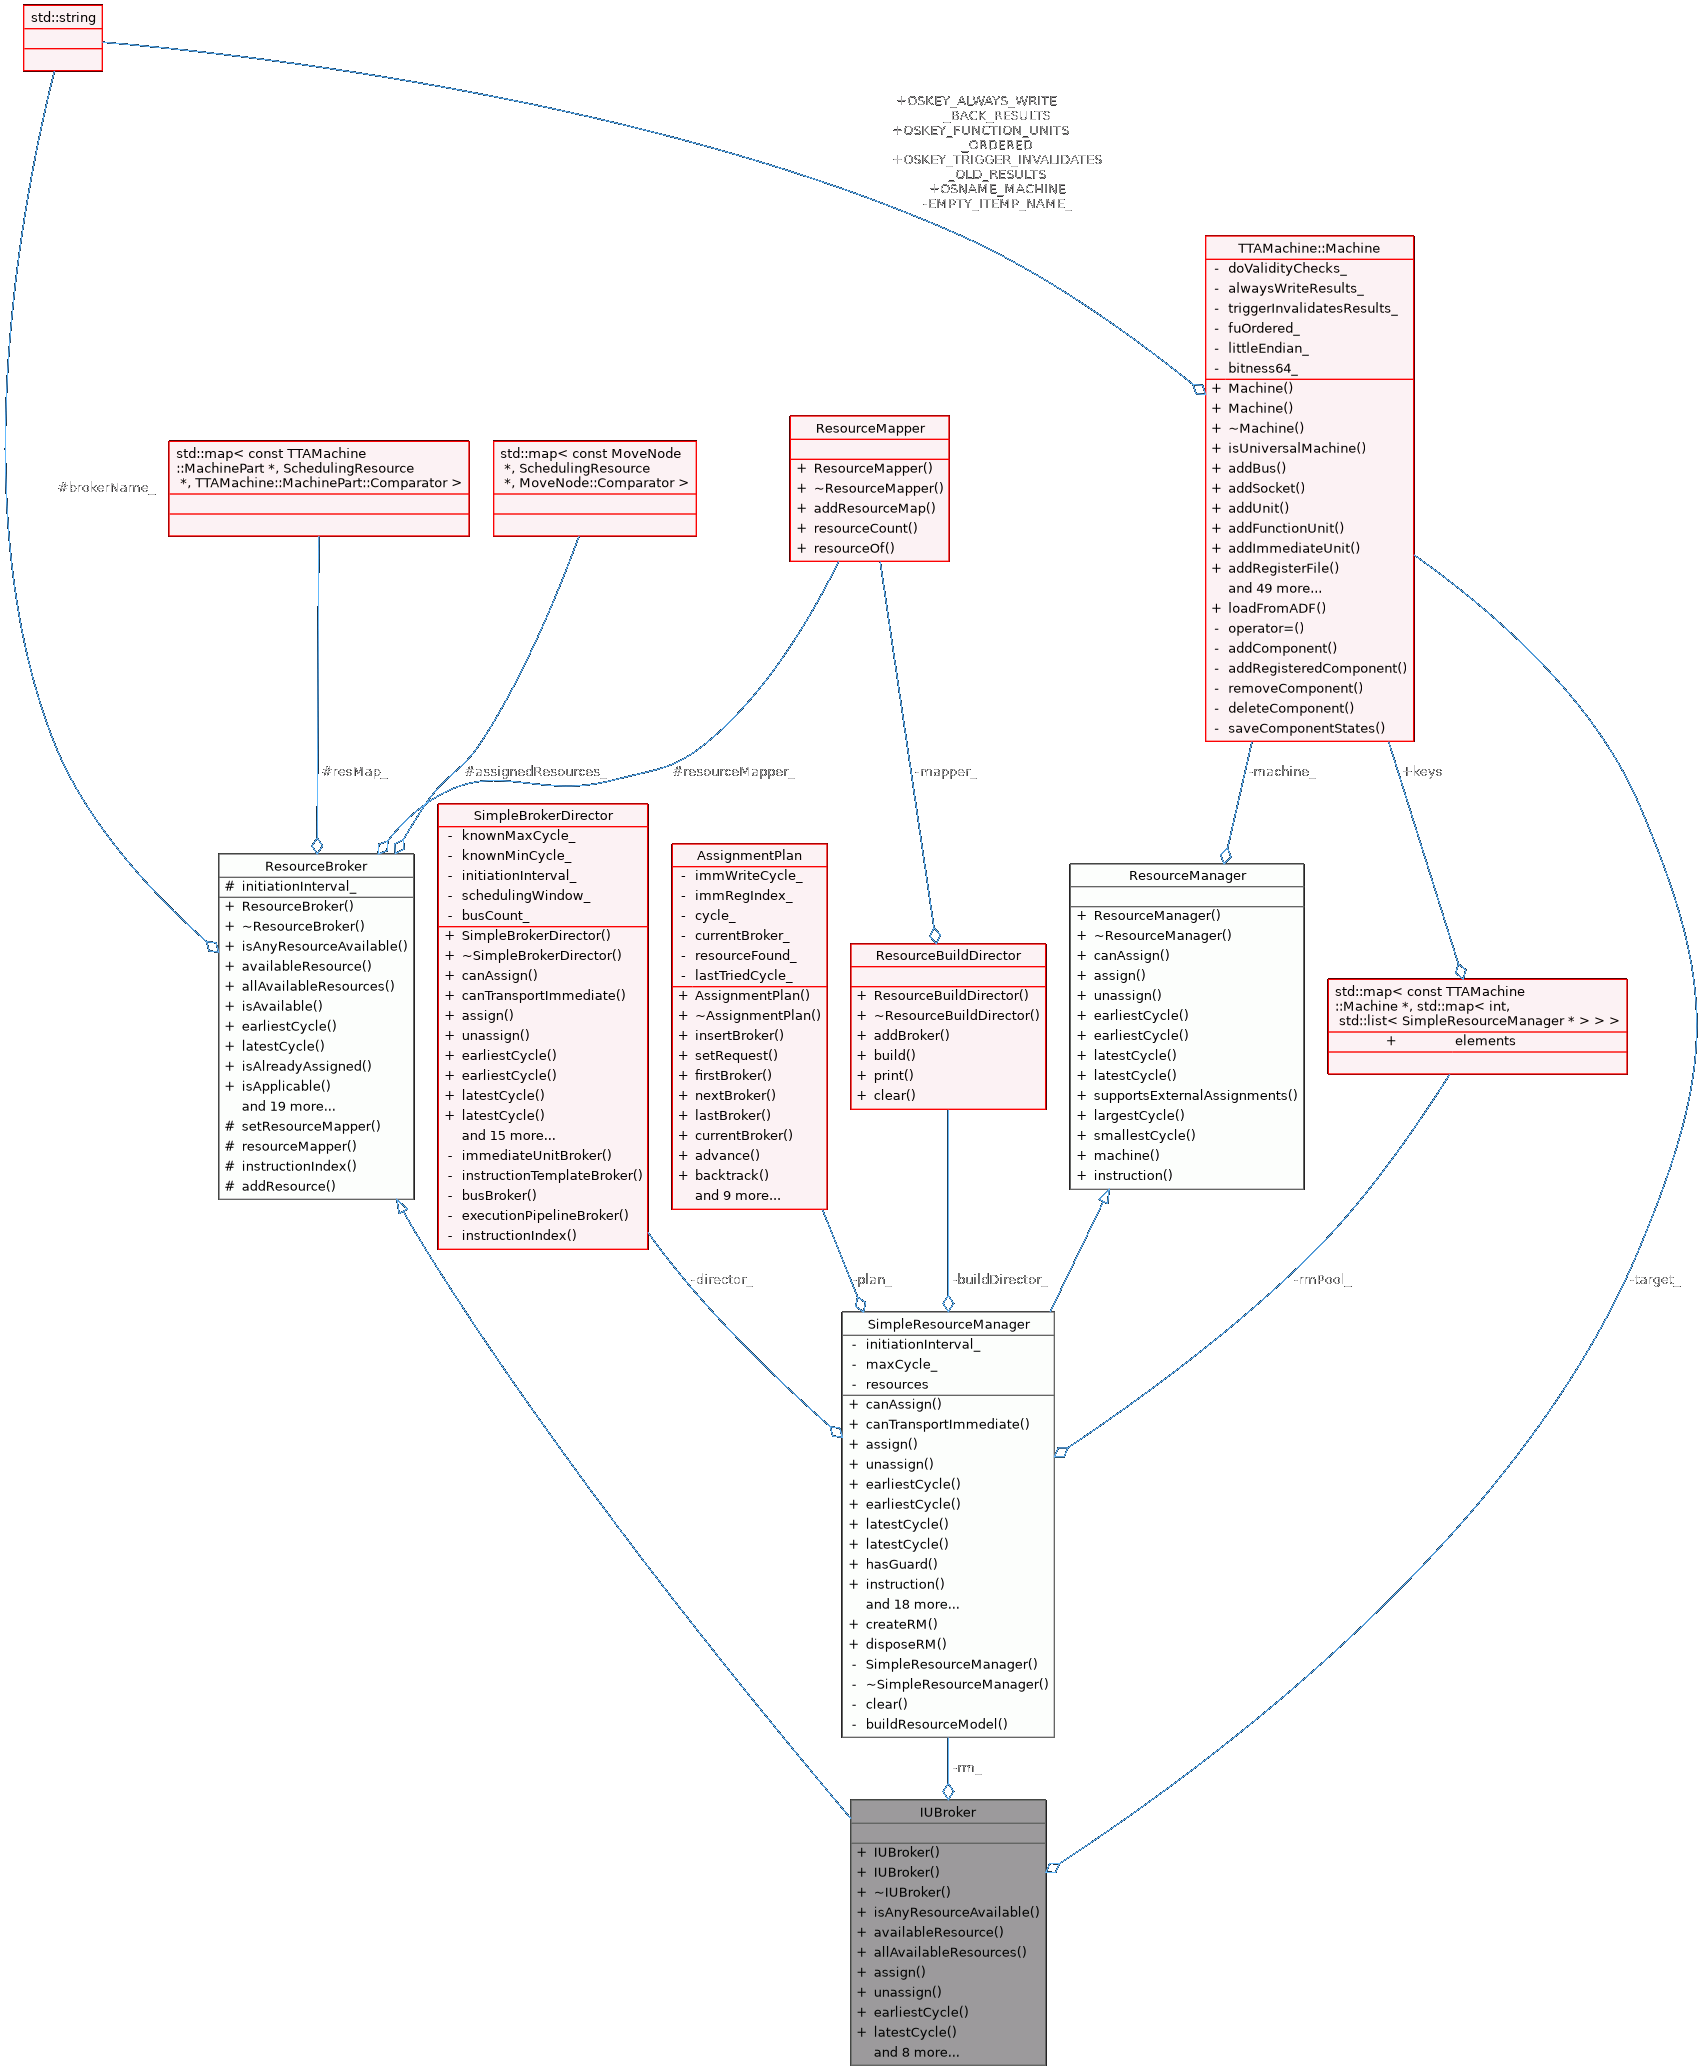 std::string
+OSKEY_ALWAYS_WRITE
_BACK_RESULTS
+OSKEY_FUNCTION_UNITS
_ORDERED
+OSKEY_TRIGGER_INVALIDATES
_OLD_RESULTS
+OSNAME_MACHINE
-EMPTY_ITEMP_NAME_
TTAMachine::Machine
- doValidityChecks_
- alwaysWriteResults_
- triggerInvalidatesResults_
- fuOrdered_
- littleEndian_
- bitness64_
+ Machine()
+ Machine()
+ ~Machine()
+ isUniversalMachine()
+ addBus()
+ addSocket()
+ addUnit()
+ addFunctionUnit()
+ addImmediateUnit()
+ addRegisterFile()
and 49 more...
+ loadFromADF()
- operator=()
- addComponent()
- addRegisteredComponent()
- removeComponent()
- deleteComponent()
- saveComponentStates()
ResourceMapper
+ ResourceMapper()
+ ~ResourceMapper()
+ addResourceMap()
+ resourceCount()
+ resourceOf()
std::map< const TTAMachine
::MachinePart *, SchedulingResource
*, TTAMachine::MachinePart::Comparator >
std::map< const MoveNode
*, SchedulingResource
*, MoveNode::Comparator >
#brokerName_
#resMap_
#assignedResources_
#resourceMapper_
-mapper_
-machine_
+keys
ResourceBroker
# initiationInterval_
+ ResourceBroker()
+ ~ResourceBroker()
+ isAnyResourceAvailable()
+ availableResource()
+ allAvailableResources()
+ isAvailable()
+ earliestCycle()
+ latestCycle()
+ isAlreadyAssigned()
+ isApplicable()
and 19 more...
# setResourceMapper()
# resourceMapper()
# instructionIndex()
# addResource()
SimpleBrokerDirector
- knownMaxCycle_
- knownMinCycle_
- initiationInterval_
- schedulingWindow_
- busCount_
+ SimpleBrokerDirector()
+ ~SimpleBrokerDirector()
+ canAssign()
+ canTransportImmediate()
+ assign()
+ unassign()
+ earliestCycle()
+ earliestCycle()
+ latestCycle()
+ latestCycle()
and 15 more...
- immediateUnitBroker()
- instructionTemplateBroker()
- busBroker()
- executionPipelineBroker()
- instructionIndex()
AssignmentPlan
- immWriteCycle_
- immRegIndex_
- cycle_
- currentBroker_
- resourceFound_
- lastTriedCycle_
+ AssignmentPlan()
+ ~AssignmentPlan()
+ insertBroker()
+ setRequest()
+ firstBroker()
+ nextBroker()
+ lastBroker()
+ currentBroker()
+ advance()
+ backtrack()
and 9 more...
ResourceBuildDirector
+ ResourceBuildDirector()
+ ~ResourceBuildDirector()
+ addBroker()
+ build()
+ print()
+ clear()
ResourceManager
+ ResourceManager()
+ ~ResourceManager()
+ canAssign()
+ assign()
+ unassign()
+ earliestCycle()
+ earliestCycle()
+ latestCycle()
+ latestCycle()
+ supportsExternalAssignments()
+ largestCycle()
+ smallestCycle()
+ machine()
+ instruction()
std::map< const TTAMachine
::Machine *, std::map< int,
std::list< SimpleResourceManager * > > >
+ elements
-director_
-plan_
-buildDirector_
-rmPool_
-target_
SimpleResourceManager
- initiationInterval_
- maxCycle_
- resources
+ canAssign()
+ canTransportImmediate()
+ assign()
+ unassign()
+ earliestCycle()
+ earliestCycle()
+ latestCycle()
+ latestCycle()
+ hasGuard()
+ instruction()
and 18 more...
+ createRM()
+ disposeRM()
- SimpleResourceManager()
- ~SimpleResourceManager()
- clear()
- buildResourceModel()
-rm_
IUBroker
+ IUBroker()
+ IUBroker()
+ ~IUBroker()
+ isAnyResourceAvailable()
+ availableResource()
+ allAvailableResources()
+ assign()
+ unassign()
+ earliestCycle()
+ latestCycle()
and 8 more...